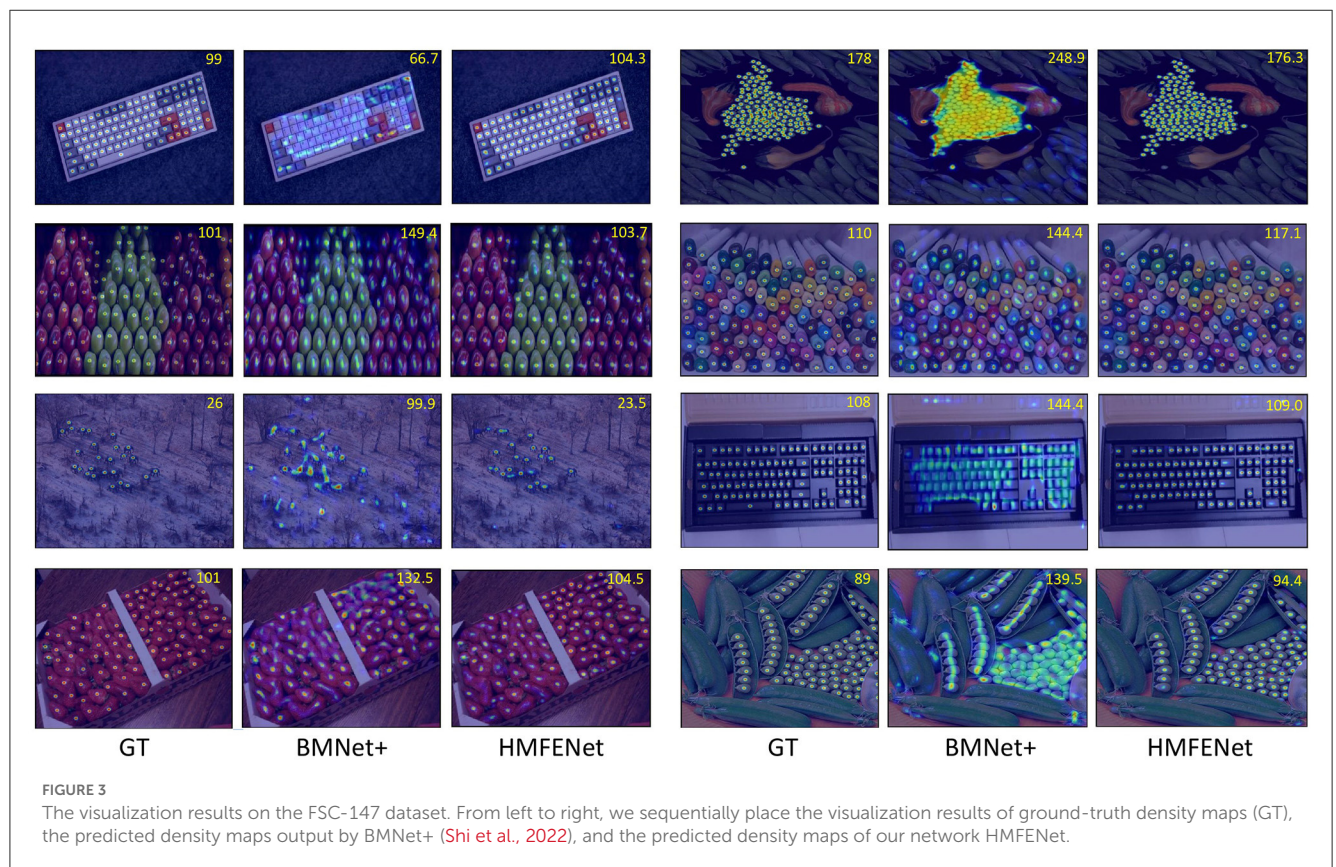 99 66.7 104.3 178 248.9 176.3
101 149.4 103.7 110 144.4 117.1
26 99.9 23.5 108 144.4 109.0
101 132.5 104.5 89 139.5 94.4
GT BMNet+ HMFENet GT BMNet+ HMFENet
FIGURE 3
The visualization results on the FSC-147 dataset. From left to right, we sequentially place the visualization results of ground-truth density maps (GT),
the predicted density maps output by BMNet+ (Shi et al., 2022), and the predicted density maps of our network HMFENet.